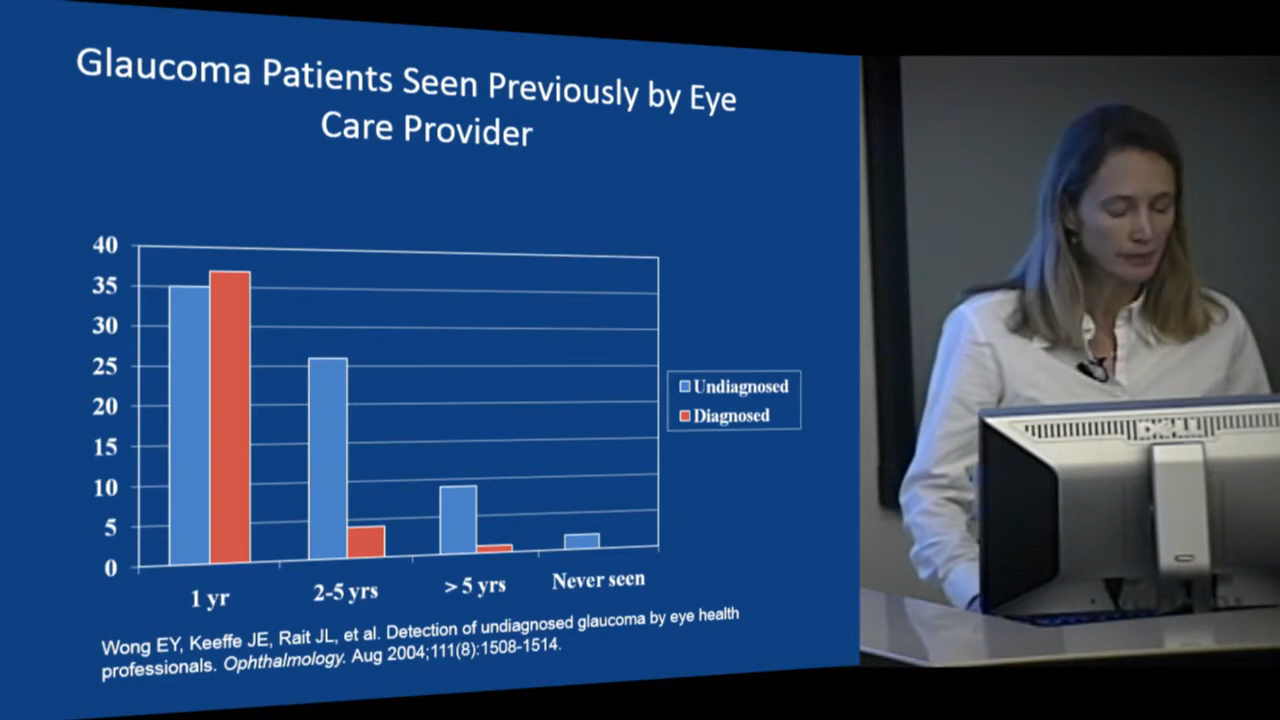 Glaucoma Patients Seen Previously by Eye
Care Provider
40
35
30
25
20
15
10
5
0
1 yr
2-5 yrs
> 5 yrs
Never seen
Undiagnosed
Diagnosed
Wong EY, Keeffe JE, Rait JL, et al. Detection of undiagnosed glaucoma by eye health
professionals. Ophthalmology. Aug 2004;111(8):1508-1514.
DELL